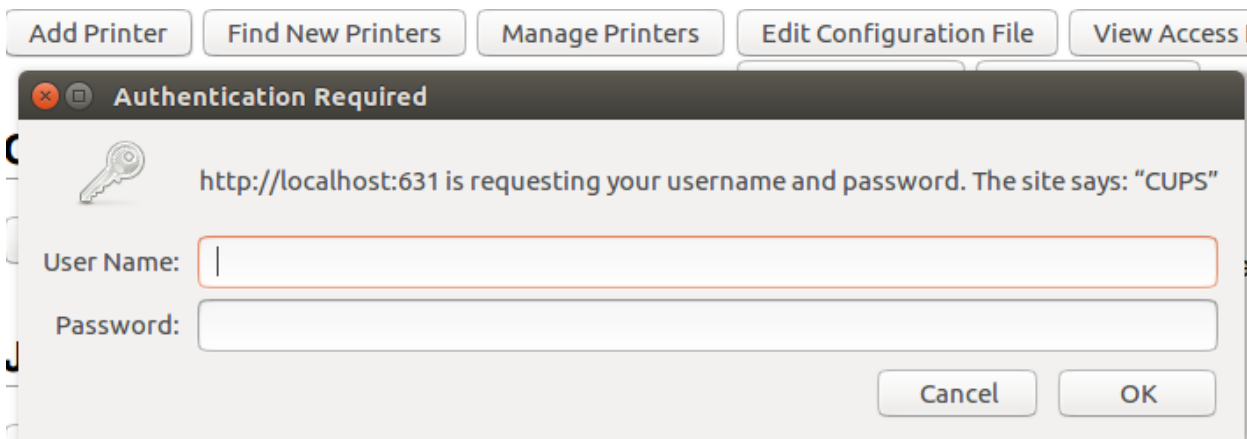 Add Printer Find New Printers Manage Printers Edit Configuration File View Access
Authentication Required
http://localhost:631 is requesting your username and password. The site says: “CUPS”
User Name:
Password:
Cancel OK